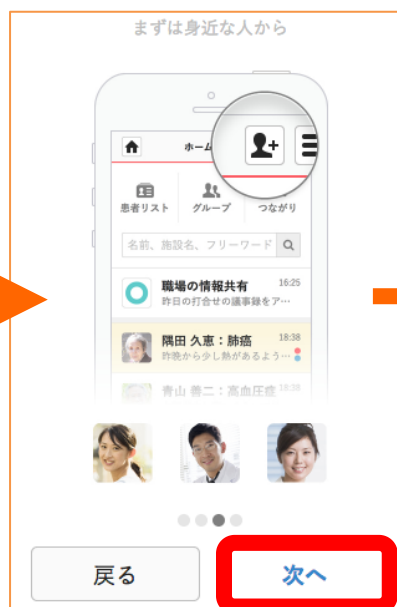 まずは身近な人から
ホーム
患者リスト
グループ
つながり
名前、施設名、フリーワード
職場の情報共有 16:25
昨日の打合せの議事録をア…
隅田 久恵：肺癌 18:38
昨晩から少し熱があるよう…
青山 善二：高血圧症 18:38
戻る
次へ